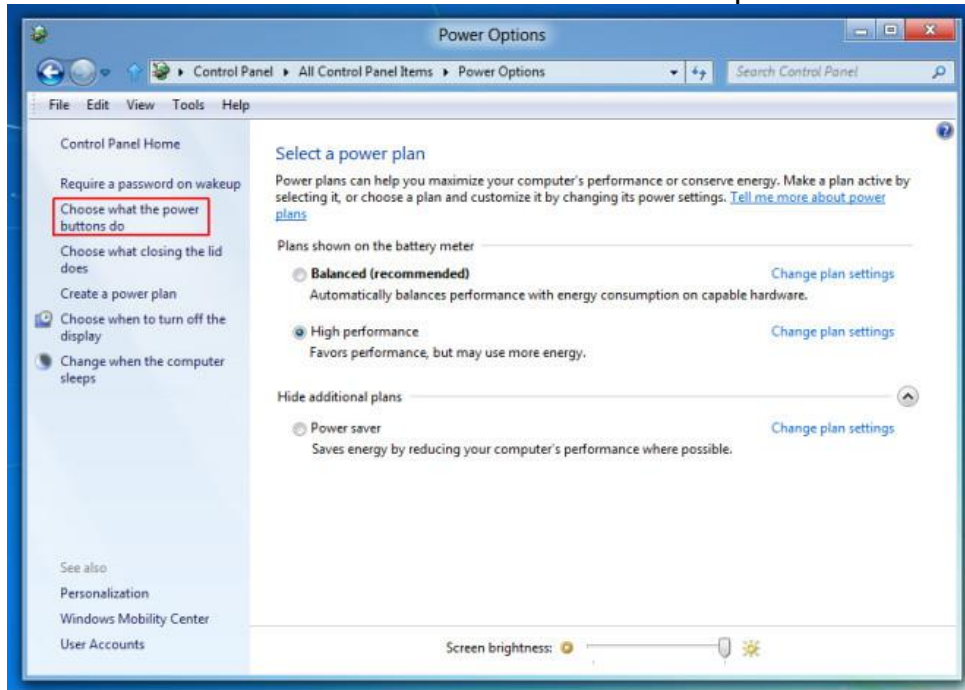 Power Options
Control Panel ▸ All Control Panel Items ▸ Power Options
Search Control Panel
File Edit View Tools Help
Control Panel Home
Require a password on wakeup
Choose what the power
buttons do
Choose what closing the lid
does
Create a power plan
Choose when to turn off the
display
Change when the computer
sleeps
See also
Personalization
Windows Mobility Center
User Accounts
Select a power plan
Power plans can help you maximize your computer's performance or conserve energy. Make a plan active by
selecting it, or choose a plan and customize it by changing its power settings. Tell me more about power
plans
Plans shown on the battery meter
Balanced (recommended) Change plan settings
Automatically balances performance with energy consumption on capable hardware.
High performance Change plan settings
Favors performance, but may use more energy.
Hide additional plans
Power saver Change plan settings
Saves energy by reducing your computer's performance where possible.
Screen brightness: